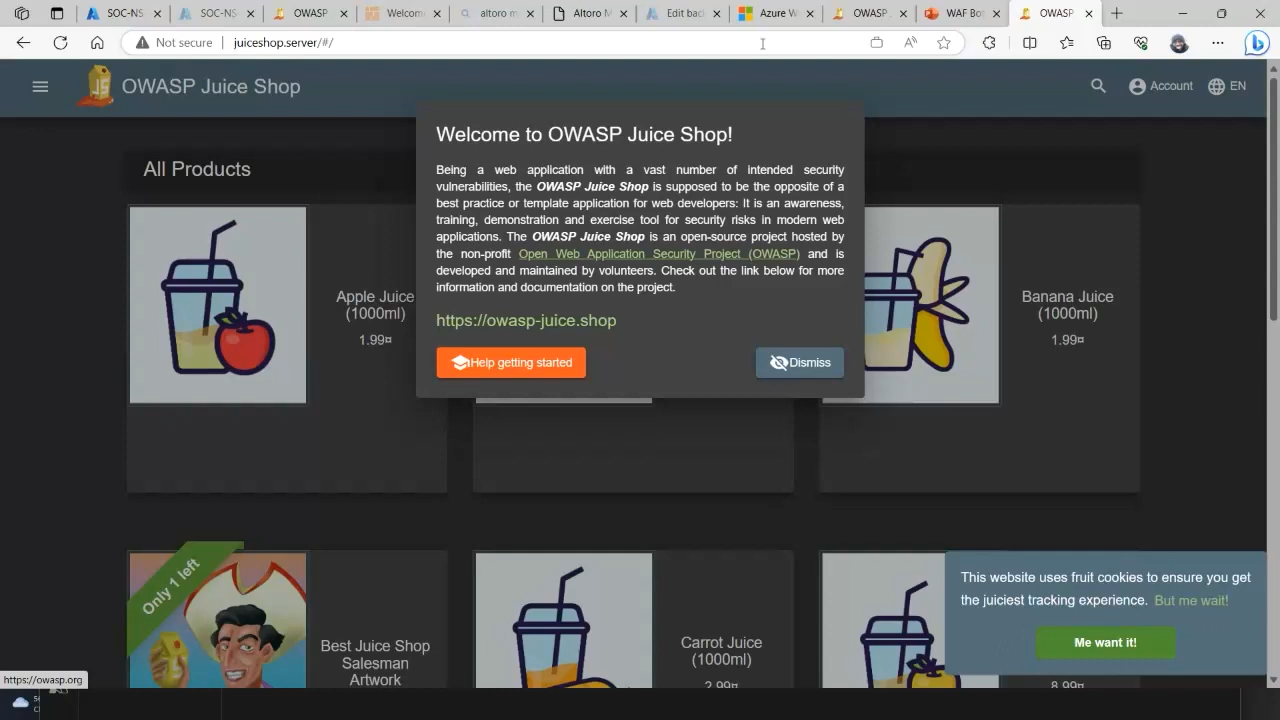 SOC-NS
SOC-NS
OWASP
Welcom
altoro m
Altoro M
Edit back
Azure W
OWASP
WAF Bo
OWASP
Not secure
juiceshop.server/#/
OWASP Juice Shop
Account
EN
All Products
Welcome to OWASP Juice Shop!
Being a web application with a vast number of intended security
vulnerabilities, the OWASP Juice Shop is supposed to be the opposite of a
best practice or template application for web developers: It is an awareness,
training, demonstration and exercise tool for security risks in modern web
applications. The OWASP Juice Shop is an open-source project hosted by
the non-profit Open Web Application Security Project (OWASP) and is
developed and maintained by volunteers. Check out the link below for more
information and documentation on the project.
https://owasp-juice.shop
Help getting started
Dismiss
Apple Juice
(1000ml)
1.99¤
Banana Juice
(1000ml)
1.99¤
Only 1 left
Best Juice Shop
Salesman
Artwork
Carrot Juice
(1000ml)
2.99¤
8.99¤
This website uses fruit cookies to ensure you get
the juiciest tracking experience. But me wait!
Me want it!
https://owasp.org